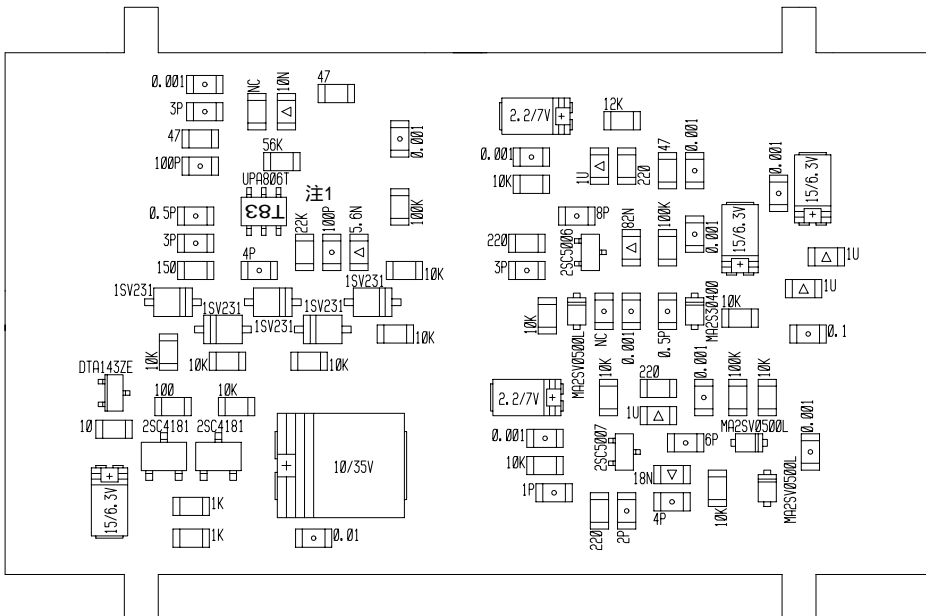 0.001
3P
47
100P
NC
10N
47
56K
UPA806T
T83
注1
0.001
100K
0.5P
3P
150
4P
22K
100P
5.6N
10K
1SV231
1SV231
1SV231
1SV231
1SV231
10K
10K
10K
10K
DTA143ZE
100
10K
10
2SC4181
2SC4181
15/6.3V
1K
1K
10/35V
0.01
2.2/7V
12K
0.001
10K
1U
220
47
0.001
0.001
15/6.3V
8P
220
3P
2SC5006
82N
100K
0.001
15/6.3V
1U
1U
10K
MA2SV0500L
NC
0.001
0.5P
MA2S30400
10K
0.1
2.2/7V
10K
220
1U
0.001
100K
10K
0.001
10K
1P
2SC5007
6P
MA2SV0500L
0.001
18N
4P
10K
MA2SV0500L
220
2P